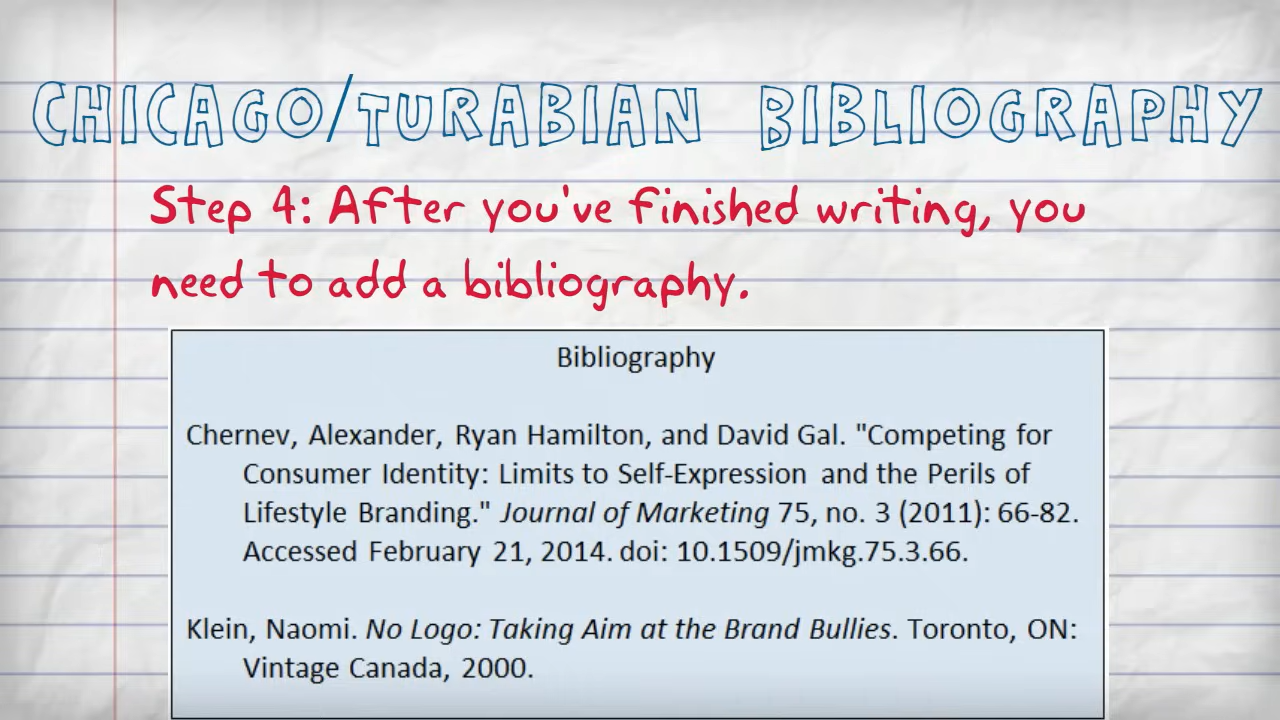 CHICAGO/TURABIAN BIBLIOGRAPHY
Step 4: After you've finished writing, you
need to add a bibliography.
Bibliography
Chernev, Alexander, Ryan Hamilton, and David Gal. "Competing for
Consumer Identity: Limits to Self-Expression and the Perils of
Lifestyle Branding." Journal of Marketing 75, no. 3 (2011): 66-82.
Accessed February 21, 2014. doi: 10.1509/jmkg.75.3.66.
Klein, Naomi. No Logo: Taking Aim at the Brand Bullies. Toronto, ON:
Vintage Canada, 2000.